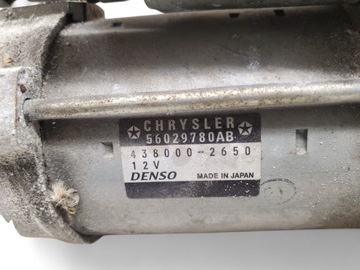 CHRYSLER
56029780AB
438000-2650
12V
DENSO MADE IN JAPAN